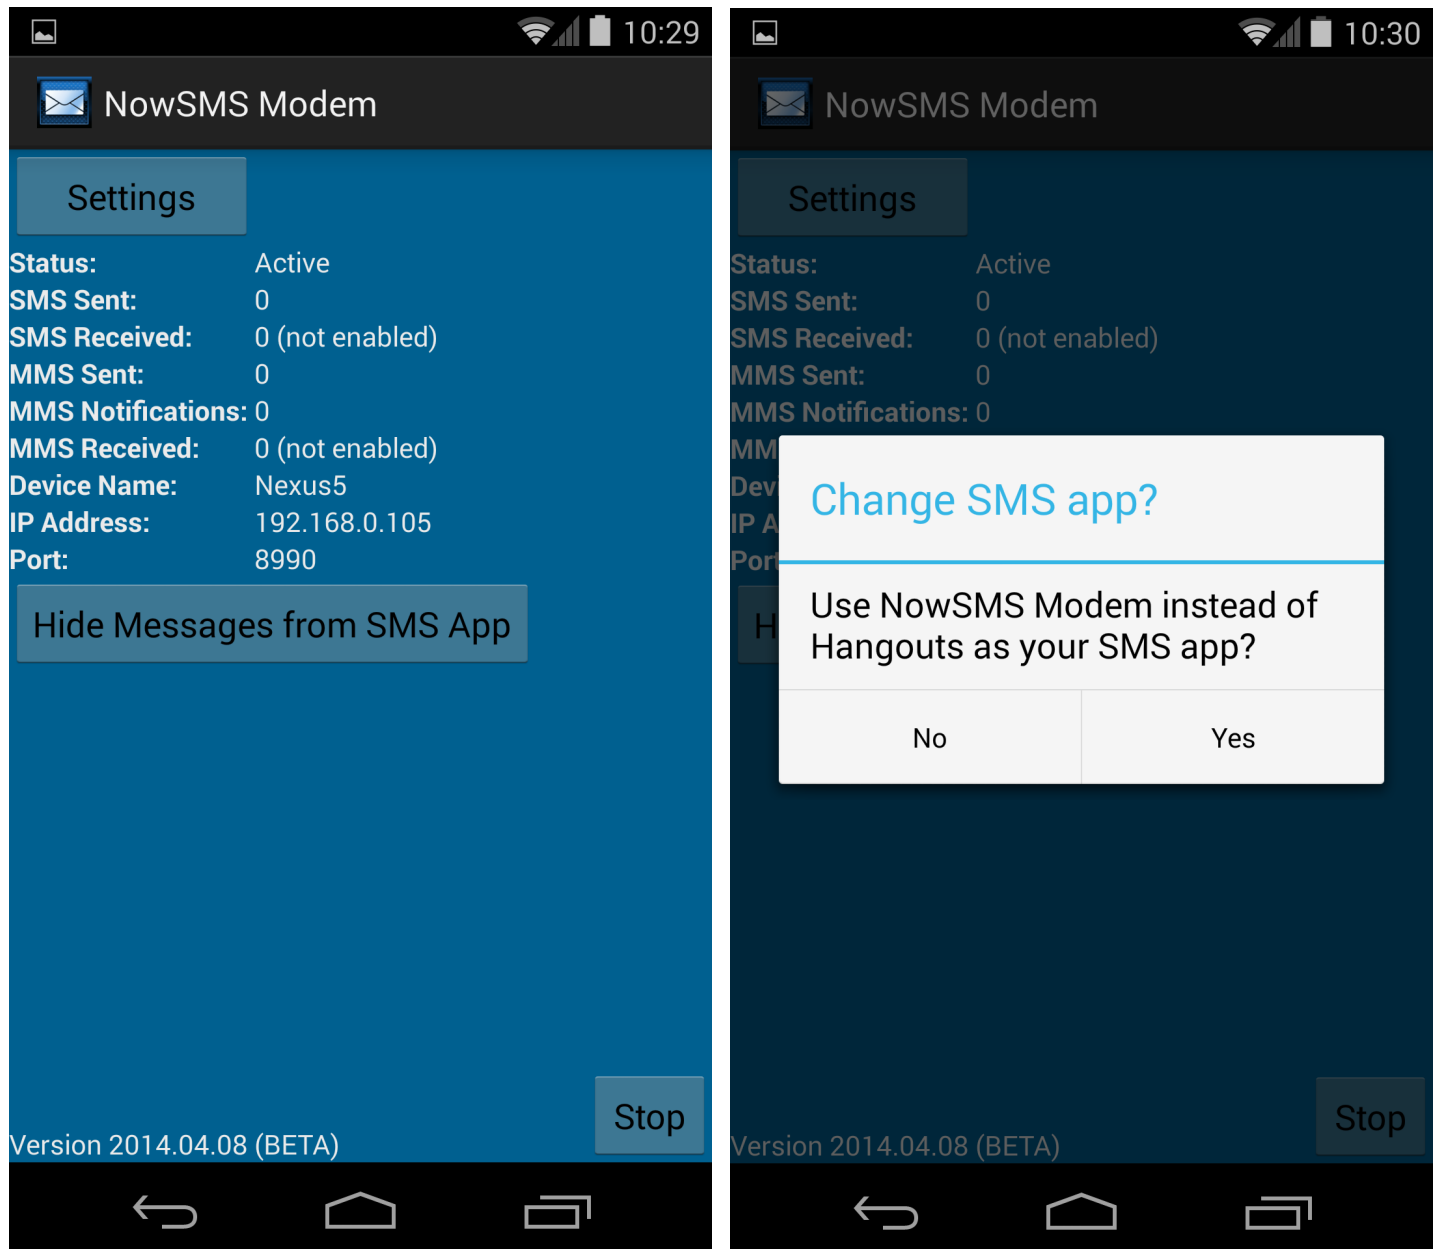 10:29
NowSMS Modem
Settings
Status: Active
SMS Sent: 0
SMS Received: 0 (not enabled)
MMS Sent: 0
MMS Notifications: 0
MMS Received: 0 (not enabled)
Device Name: Nexus5
IP Address: 192.168.0.105
Port: 8990
Hide Messages from SMS App
Stop
Version 2014.04.08 (BETA)
10:30
NowSMS Modem
Settings
Status: Active
SMS Sent: 0
SMS Received: 0 (not enabled)
MMS Sent: 0
MMS Notifications: 0
MM
Devi
IP A
Port
H
Change SMS app?
Use NowSMS Modem instead of
Hangouts as your SMS app?
No Yes
Stop
Version 2014.04.08 (BETA)